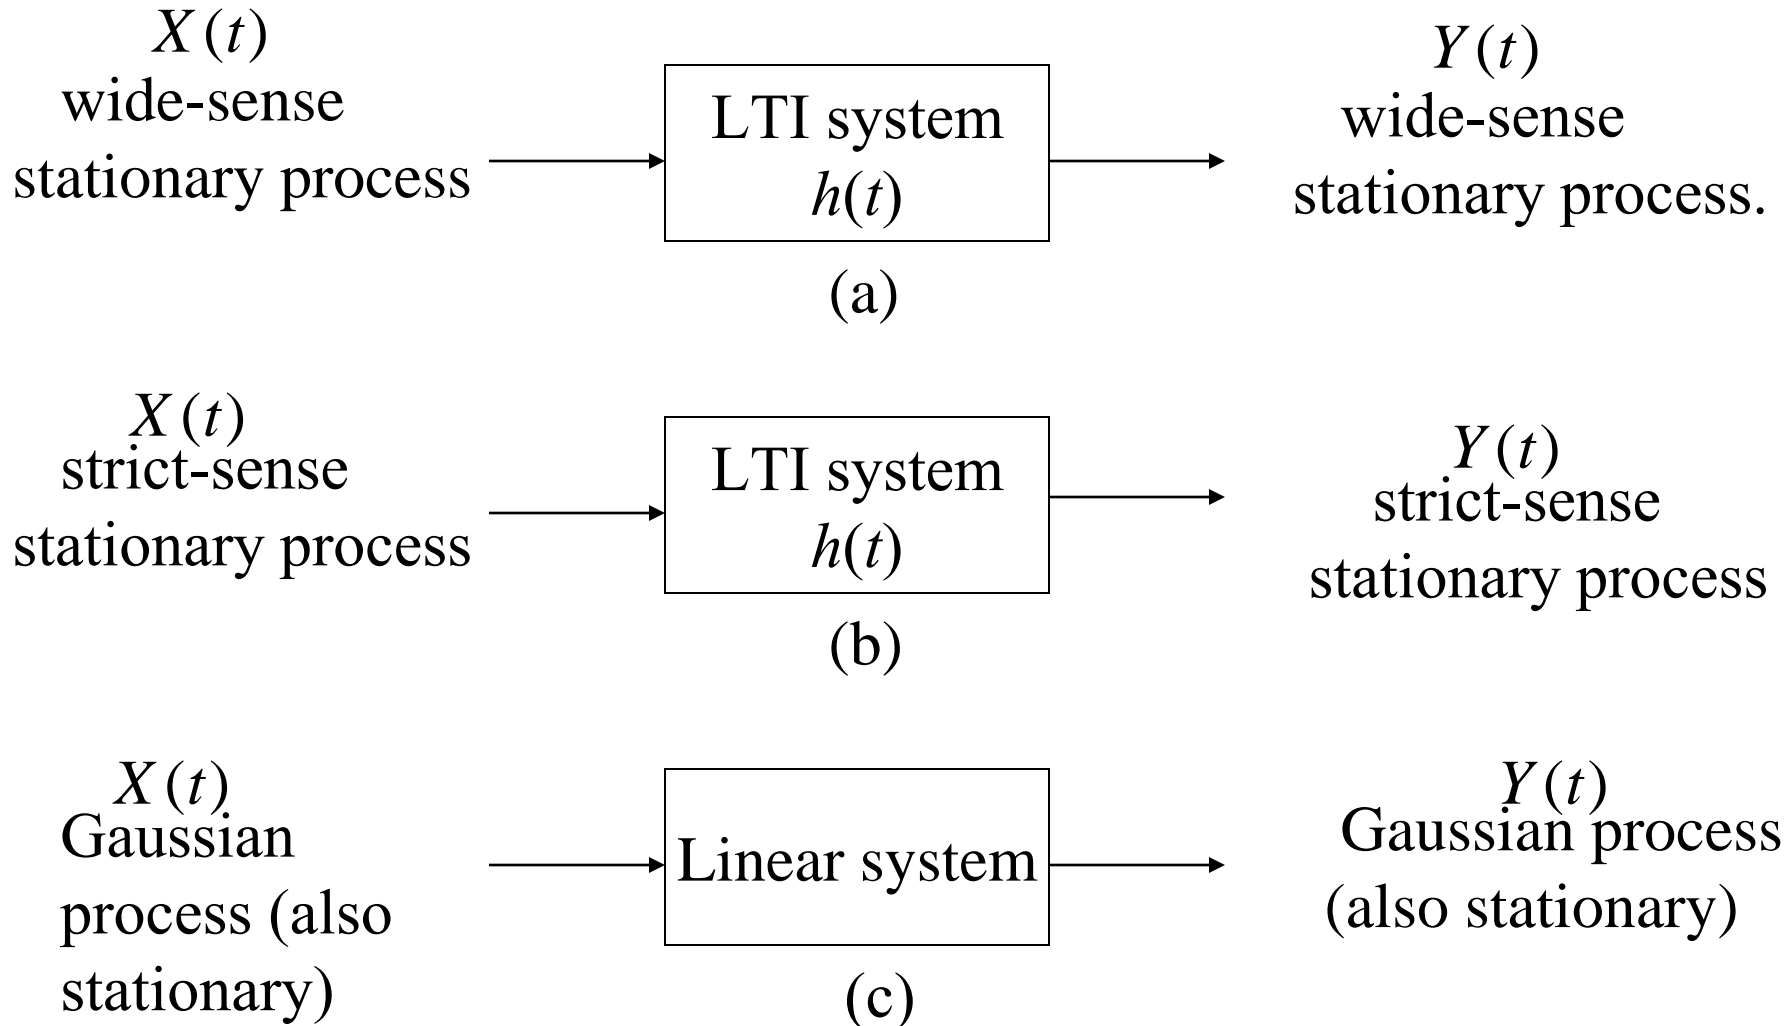 X(t)
wide-sense
stationary process
LTI system
h(t)
Y(t)
wide-sense
stationary process.
(a)
X(t)
strict-sense
stationary process
LTI system
h(t)
Y(t)
strict-sense
stationary process
(b)
X(t)
Gaussian
process (also
stationary)
Linear system
Y(t)
Gaussian process
(also stationary)
(c)